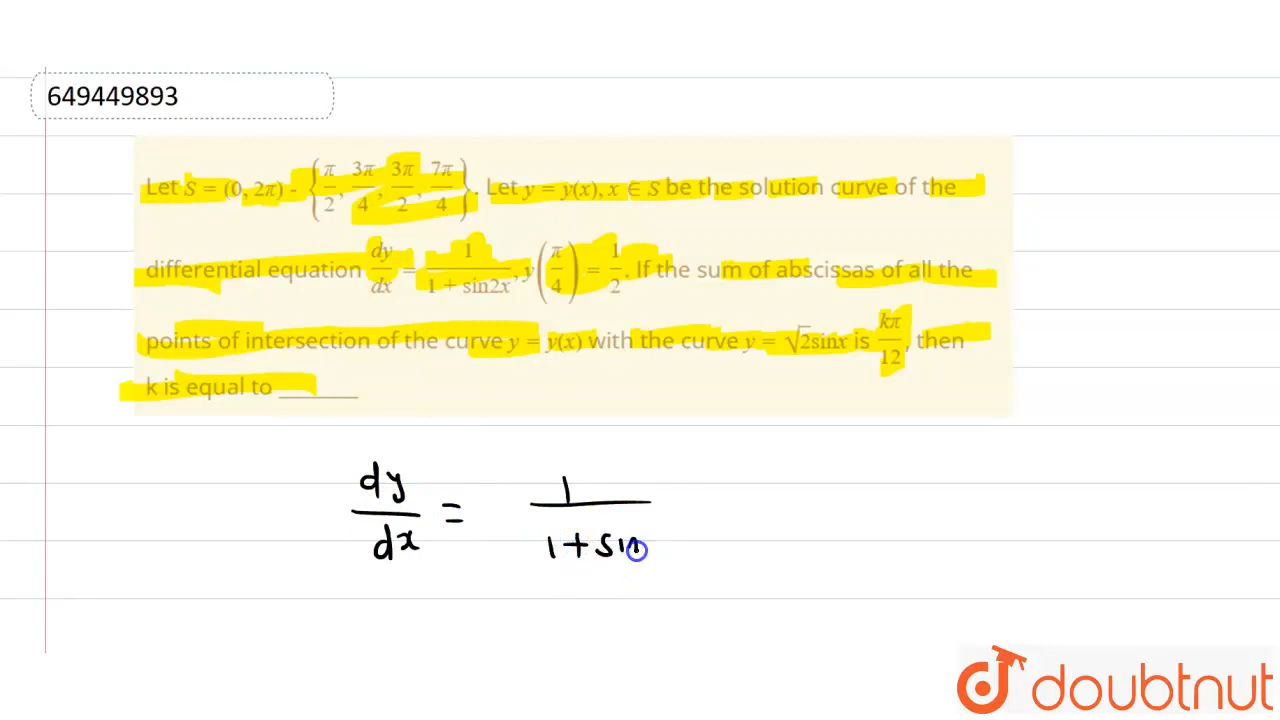 649449893
Let S = (0, 2π) - {π/2, 3π/4, 3π/2, 7π/4}. Let y = y(x), x ∈ S be the solution curve of the
differential equation dy/dx = 1/(1 + sin2x), y(π/4) = 1/2. If the sum of abscissas of all the
points of intersection of the curve y = y(x) with the curve y = √2sinx is kπ/12, then
k is equal to ______
dy/dx = 1/(1+sin
doubtnut